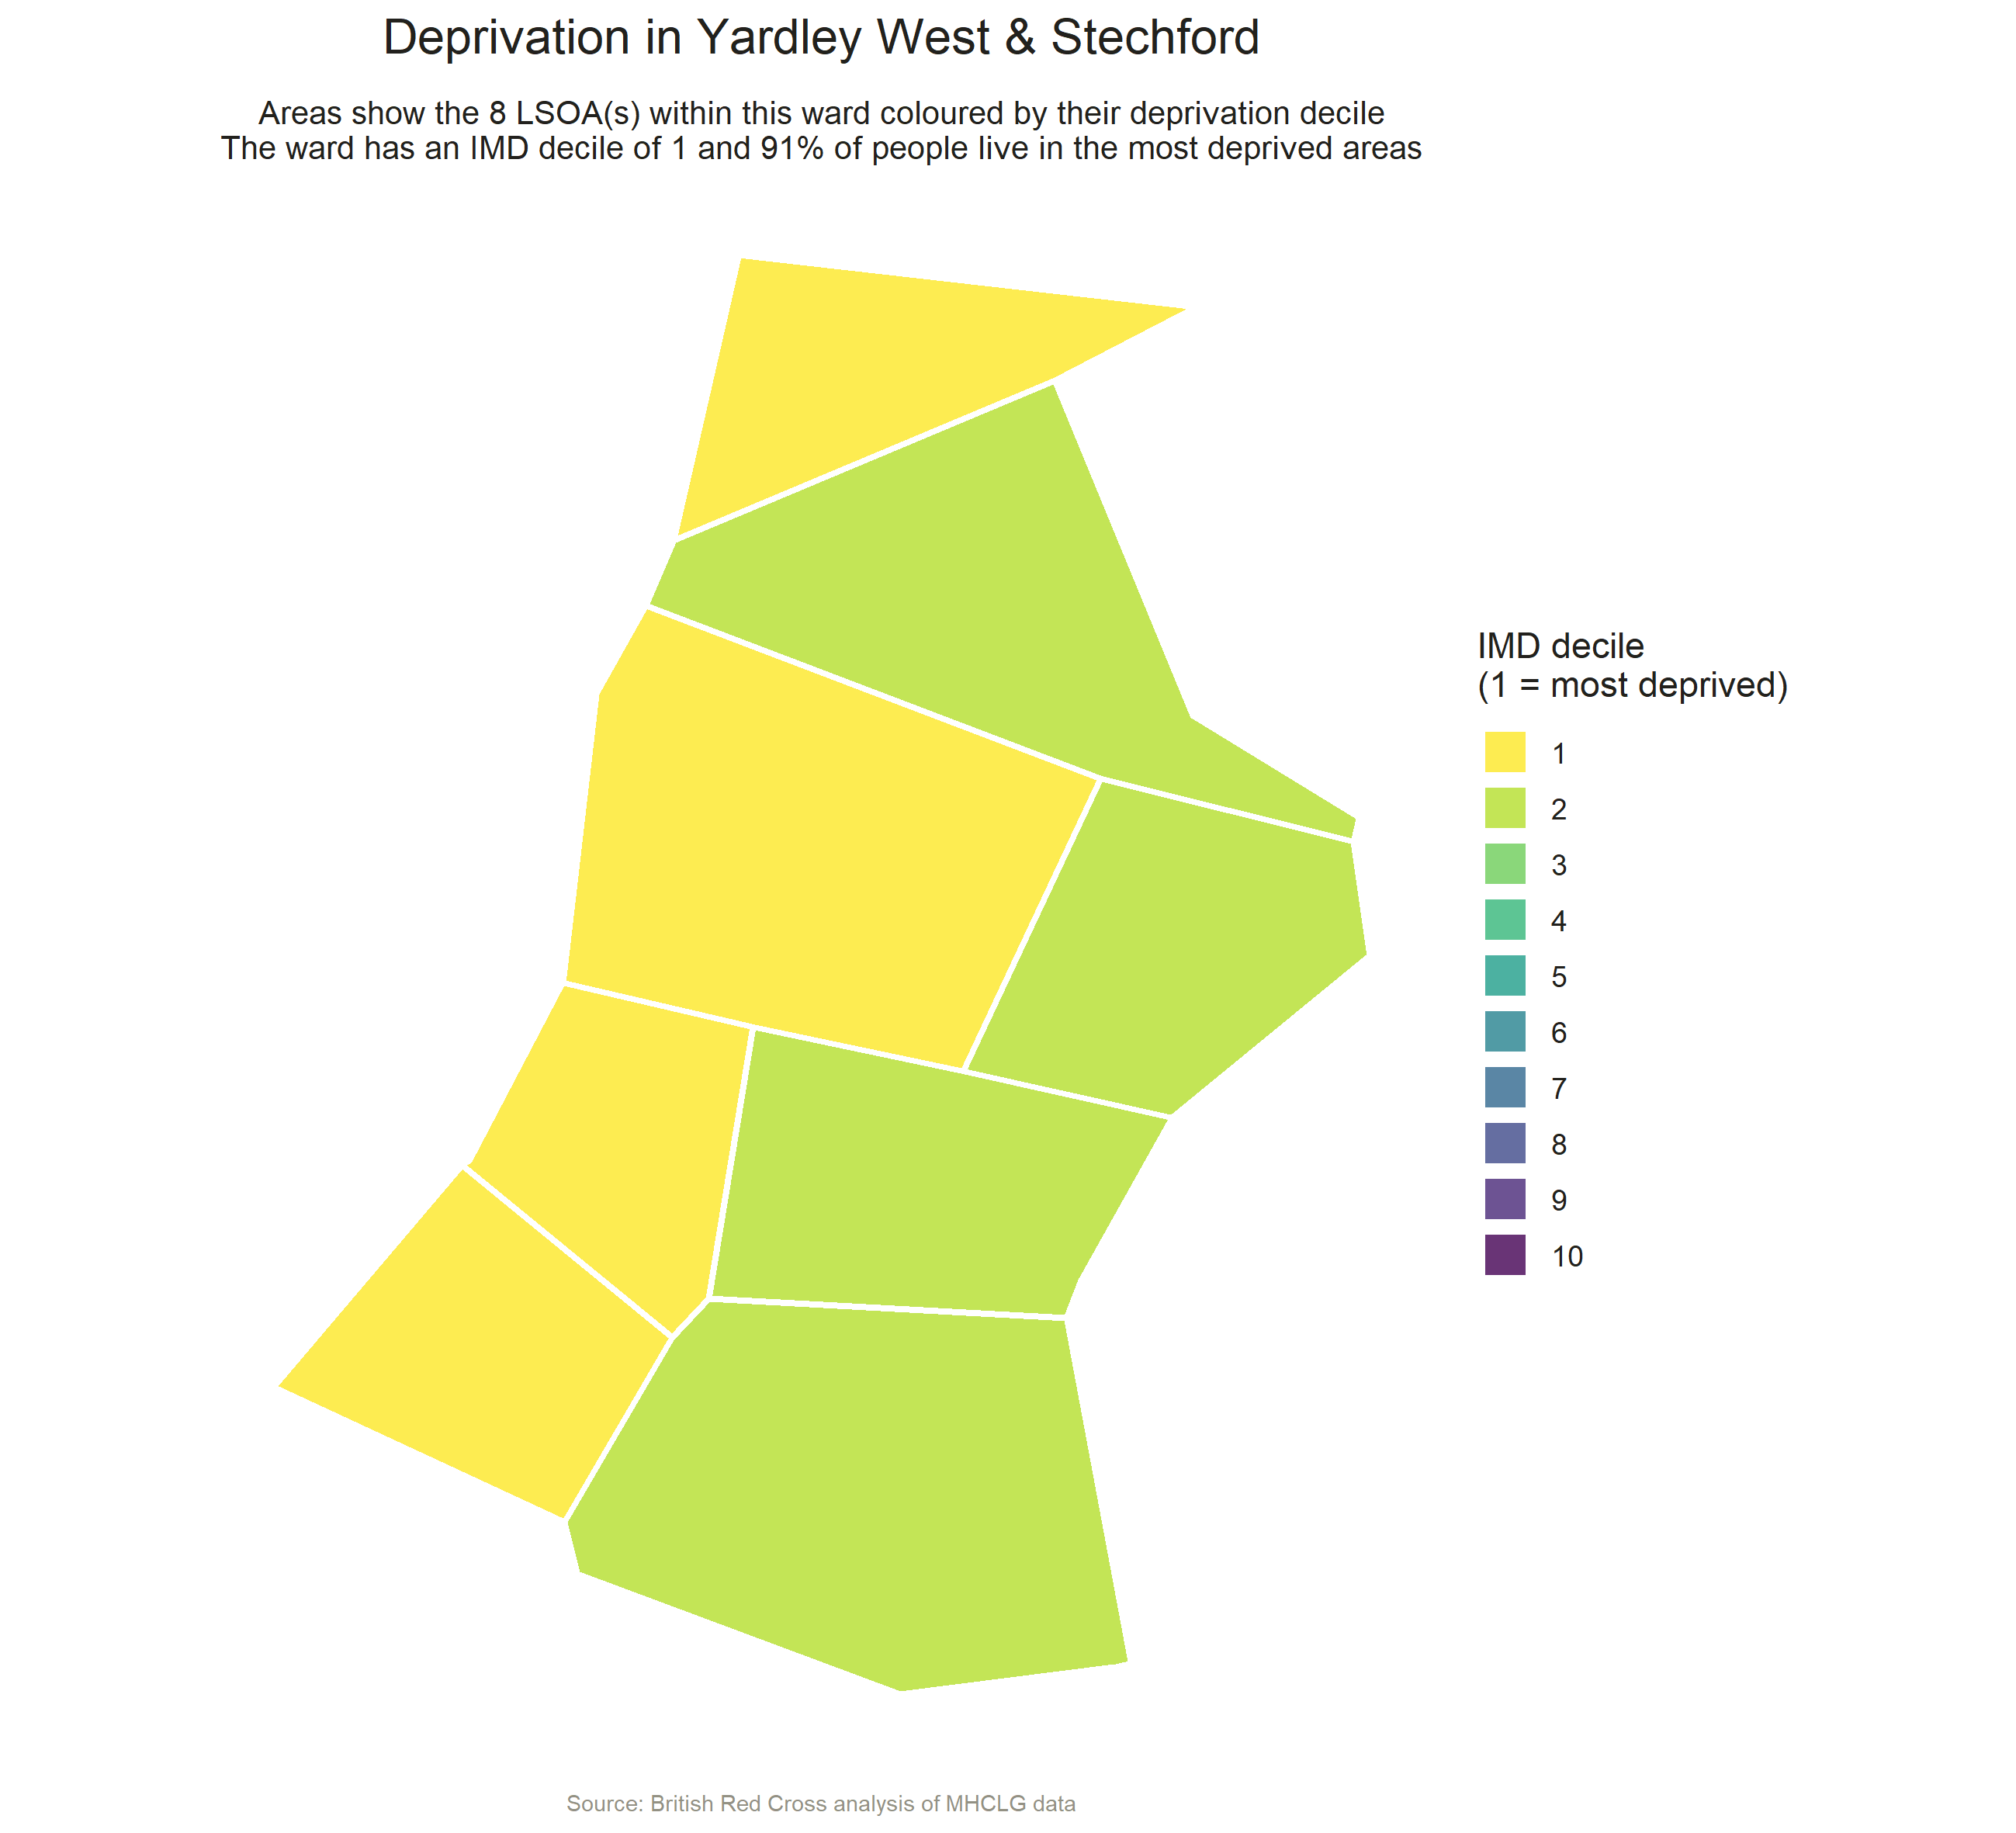 Deprivation in Yardley West & Stechford
Areas show the 8 LSOA(s) within this ward coloured by their deprivation decile
The ward has an IMD decile of 1 and 91% of people live in the most deprived areas
IMD decile
(1 = most deprived)
1
2
3
4
5
6
7
8
9
10
Source: British Red Cross analysis of MHCLG data